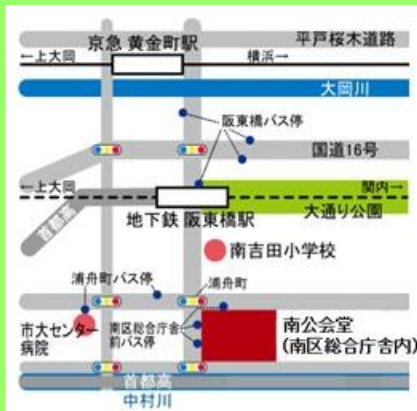 平戸桜木道路
京急 黄金町駅
←上大岡
横浜→
大岡川
阪東橋バス停
国道16号
←上大岡
関内→
首都高
地下鉄 阪東橋駅
大通り公園
南吉田小学校
浦舟町バス停
浦舟町
市大センター
病院
南区総合庁舎
前バス停
南公会堂
(南区総合庁舎内)
首都高
中村川